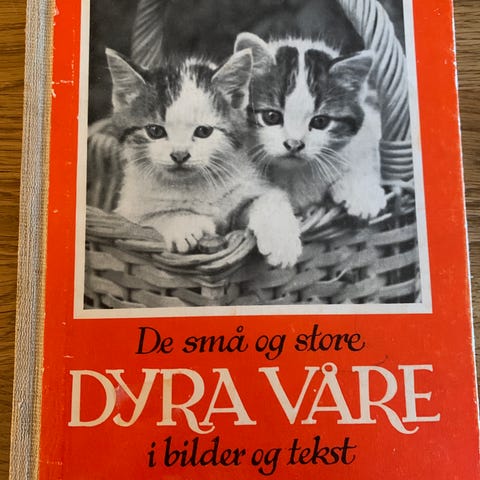 De små og store
DYRA VÅRE
i bilder og tekst